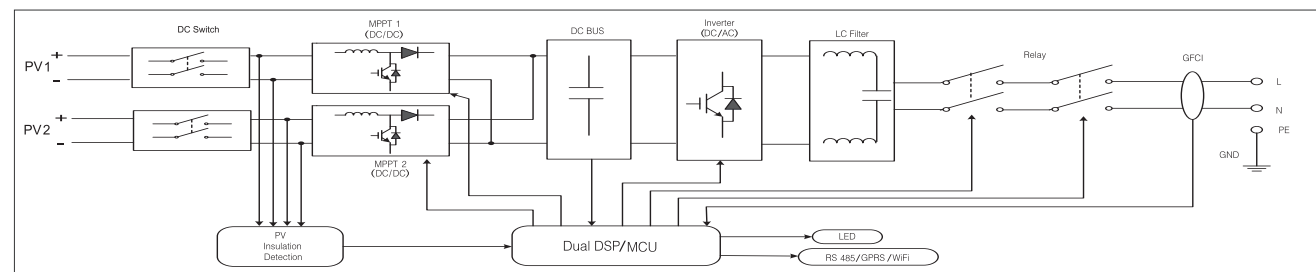 DC Switch
MPPT 1
(DC/DC)
DC BUS
Inverter
(DC/AC)
LC Filter
Relay
GFCI
PV1
+
-
L
N
PE
GND
PV2
+
-
MPPT 2
(DC/DC)
PV
Insulation
Detection
Dual DSP/MCU
LED
RS 485/GPRS/WiFi